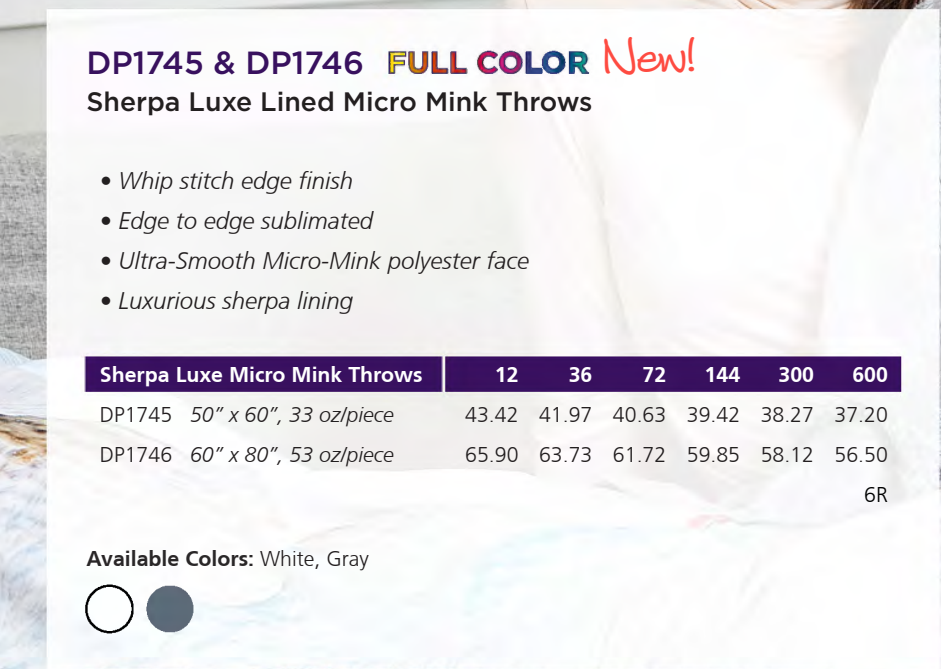 DP1745 & DP1746 FULL COLOR New!
Sherpa Luxe Lined Micro Mink Throws
• Whip stitch edge finish
• Edge to edge sublimated
• Ultra-Smooth Micro-Mink polyester face
• Luxurious sherpa lining
Sherpa Luxe Micro Mink Throws 12 36 72 144 300 600
DP1745 50″ x 60″, 33 oz/piece 43.42 41.97 40.63 39.42 38.27 37.20
DP1746 60″ x 80″, 53 oz/piece 65.90 63.73 61.72 59.85 58.12 56.50
6R
Available Colors: White, Gray